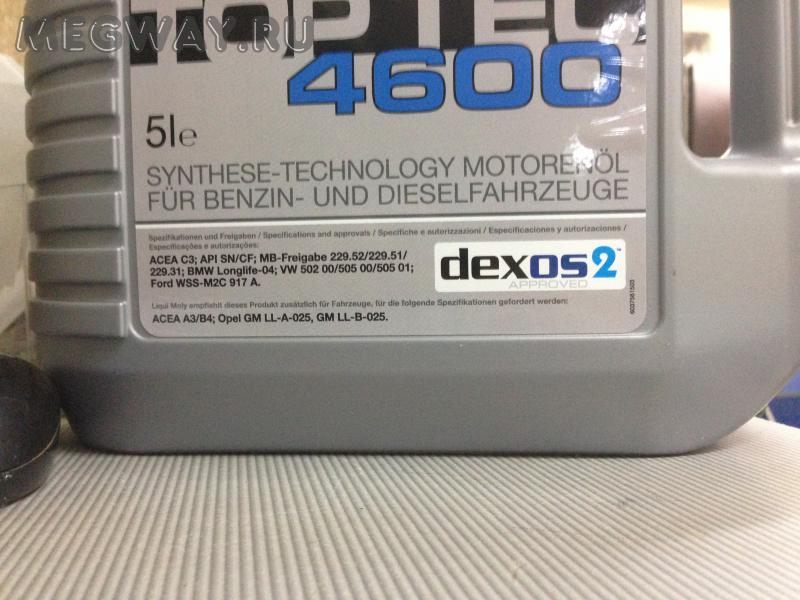 MEGWAY.RU
TOP TEC
4600
5l e
SYNTHESE-TECHNOLOGY MOTORENÖL
FÜR BENZIN- UND DIESELFAHRZEUGE
Spezifikationen und Freigaben / Specifications and approvals / Specifiche e autorizzazioni / Especificaciones y autorizaciones /
Especificações e autorizações:
ACEA C3; API SN/CF; MB-Freigabe 229.52/229.51/
229.31; BMW Longlife-04; VW 502 00/505 00/505 01;
Ford WSS-M2C 917 A.
dexos2™
APPROVED
Liqui Moly empfiehlt dieses Produkt zusätzlich für Fahrzeuge, für die folgende Spezifikationen gefordert werden:
ACEA A3/B4; Opel GM LL-A-025, GM LL-B-025.